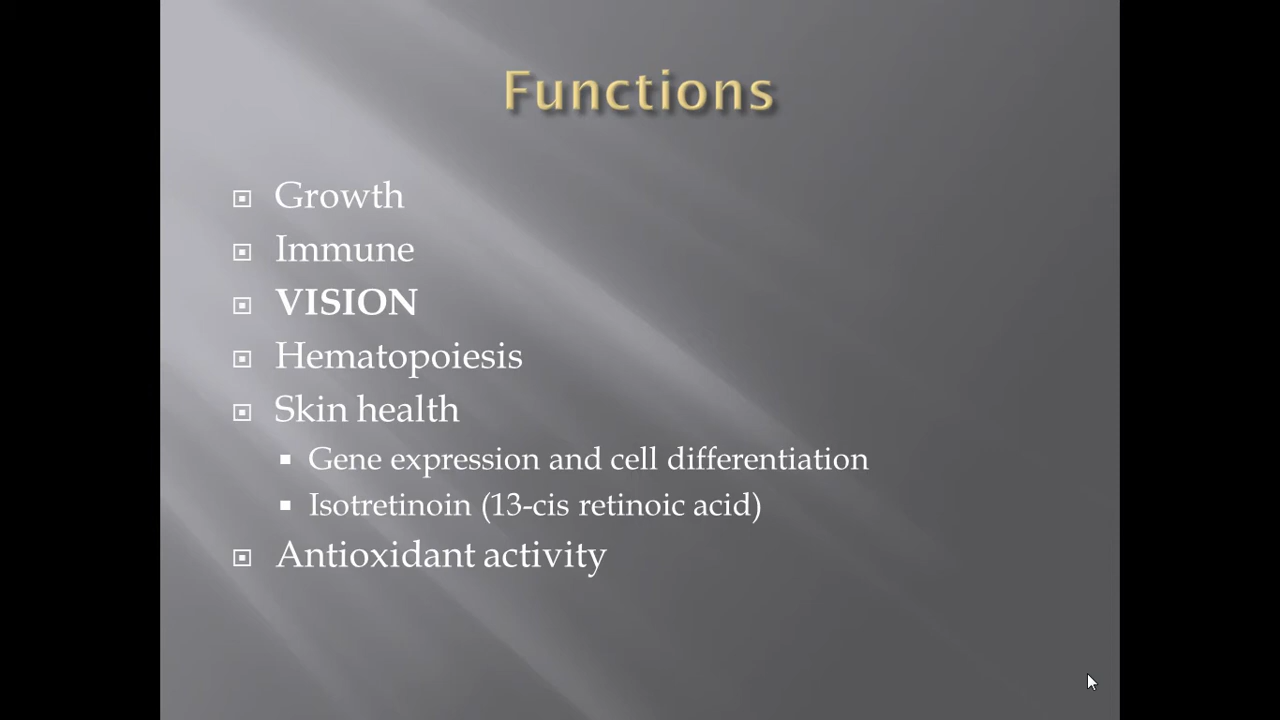 Functions
Growth
Immune
VISION
Hematopoiesis
Skin health
Gene expression and cell differentiation
Isotretinoin (13-cis retinoic acid)
Antioxidant activity